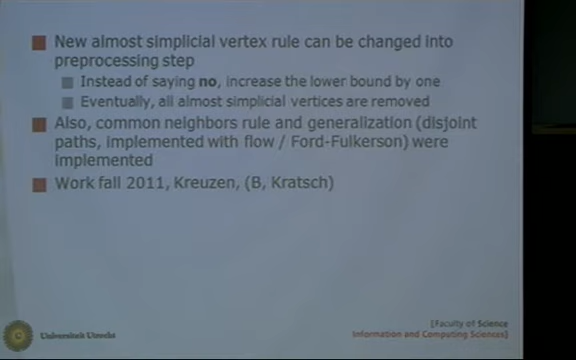 New almost simplicial vertex rule can be changed into
preprocessing step
Instead of saying no, increase the lower bound by one
Eventually, all almost simplicial vertices are removed
Also, common neighbors rule and generalization (disjoint
paths, implemented with flow / Ford-Fulkerson) were
implemented
Work fall 2011, Kreuzen, (B, Kratsch)
Universiteit Utrecht
[Faculty of Science
Information and Computing Sciences]